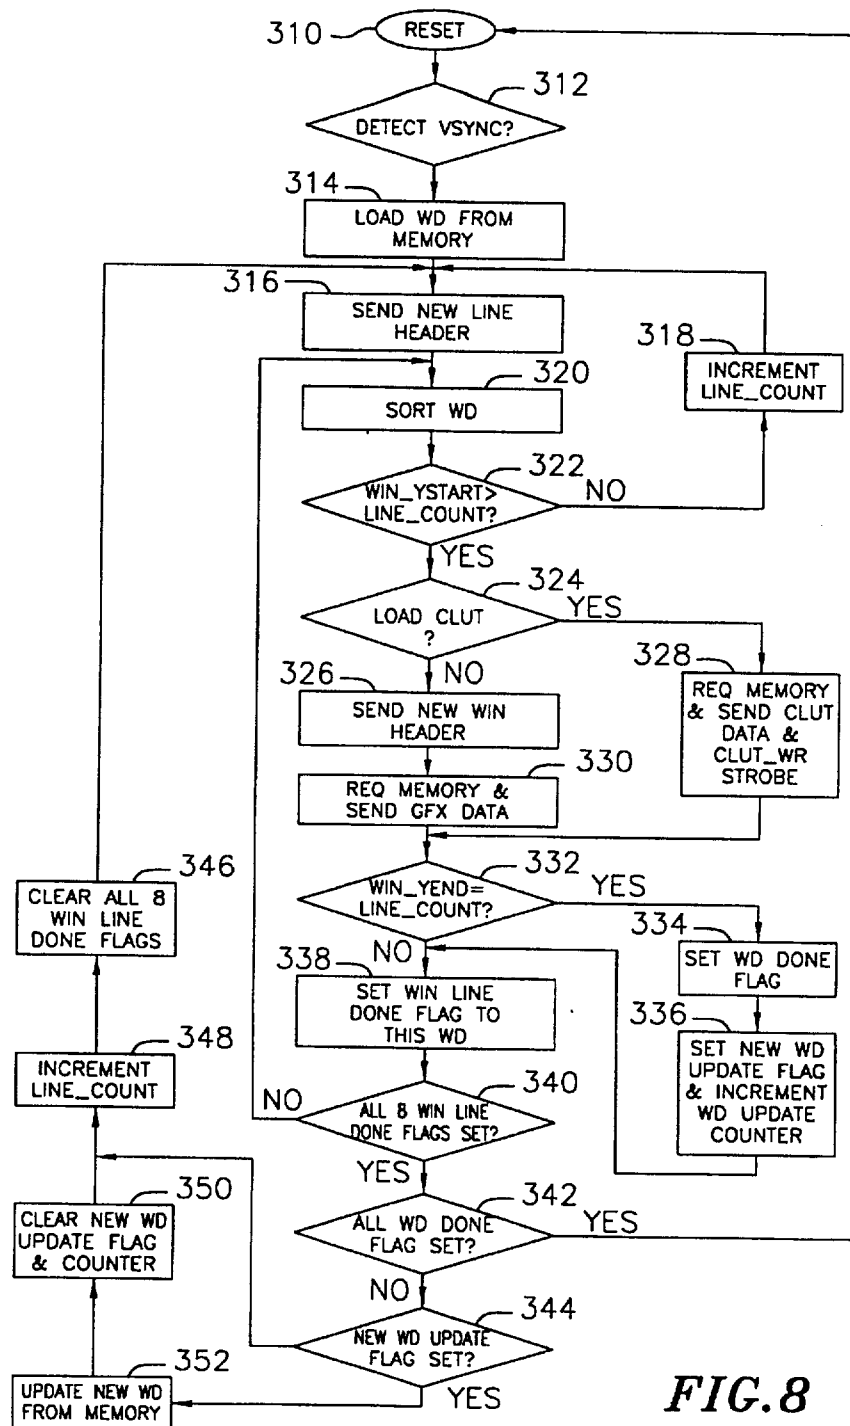 310
RESET
312
DETECT VSYNC?
314
LOAD WD FROM
MEMORY
316
SEND NEW LINE
HEADER
318
INCREMENT
LINE_COUNT
320
SORT WD
322
WIN_YSTART>
LINE_COUNT?
NO
YES
324
LOAD CLUT
?
YES
NO
326
SEND NEW WIN
HEADER
328
REQ MEMORY
& SEND CLUT
DATA &
CLUT_WR
STROBE
330
REQ MEMORY &
SEND GFX DATA
332
WIN_YEND=
LINE_COUNT?
YES
NO
334
SET WD DONE
FLAG
336
SET NEW WD
UPDATE FLAG
& INCREMENT
WD UPDATE
COUNTER
338
SET WIN LINE
DONE FLAG TO
THIS WD
340
ALL 8 WIN LINE
DONE FLAGS SET?
NO
YES
342
ALL WD DONE
FLAG SET?
YES
NO
344
NEW WD UPDATE
FLAG SET?
YES
346
CLEAR ALL 8
WIN LINE
DONE FLAGS
348
INCREMENT
LINE_COUNT
350
CLEAR NEW WD
UPDATE FLAG
& COUNTER
352
UPDATE NEW WD
FROM MEMORY
FIG.8